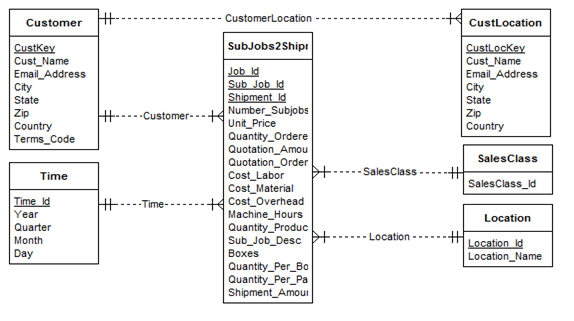 Customer
CustKey
Cust_Name
Email_Address
City
State
Zip
Country
Terms_Code
CustomerLocation
CustLocation
CustLocKey
Cust_Name
Email_Address
City
State
Zip
Country
SubJobs2Shipm
Job_Id
Sub_Job_Id
Shipment_Id
Number_Subjobs
Unit_Price
Quantity_Ordere
Quotation_Amou
Quotation_Order
Cost_Labor
Cost_Material
Cost_Overhead
Machine_Hours
Quantity_Produc
Sub_Job_Desc
Boxes
Quantity_Per_Bo
Quantity_Per_Pa
Shipment_Amou
Customer
Time
Time_Id
Year
Quarter
Month
Day
Time
SalesClass
SalesClass
SalesClass_Id
Location
Location
Location_Id
Location_Name